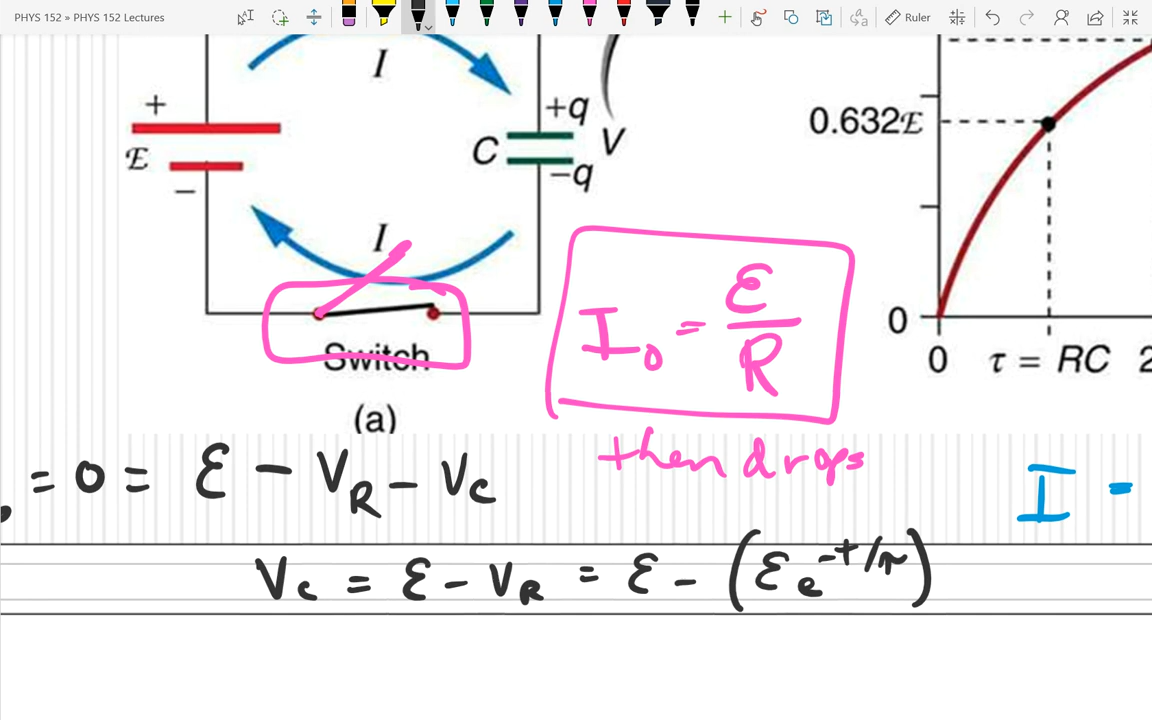 PHYS 152 » PHYS 152 Lectures
Ruler
I
+
ℰ
−
C
+q
−q
V
I
Switch
(a)
I₀ = ℰ/R
then drops
0.632ℰ
0
0
τ = RC
2
= 0 = ℰ − V_R − V_C
I =
V_C = ℰ − V_R = ℰ − (ℰe^{-t/τ})